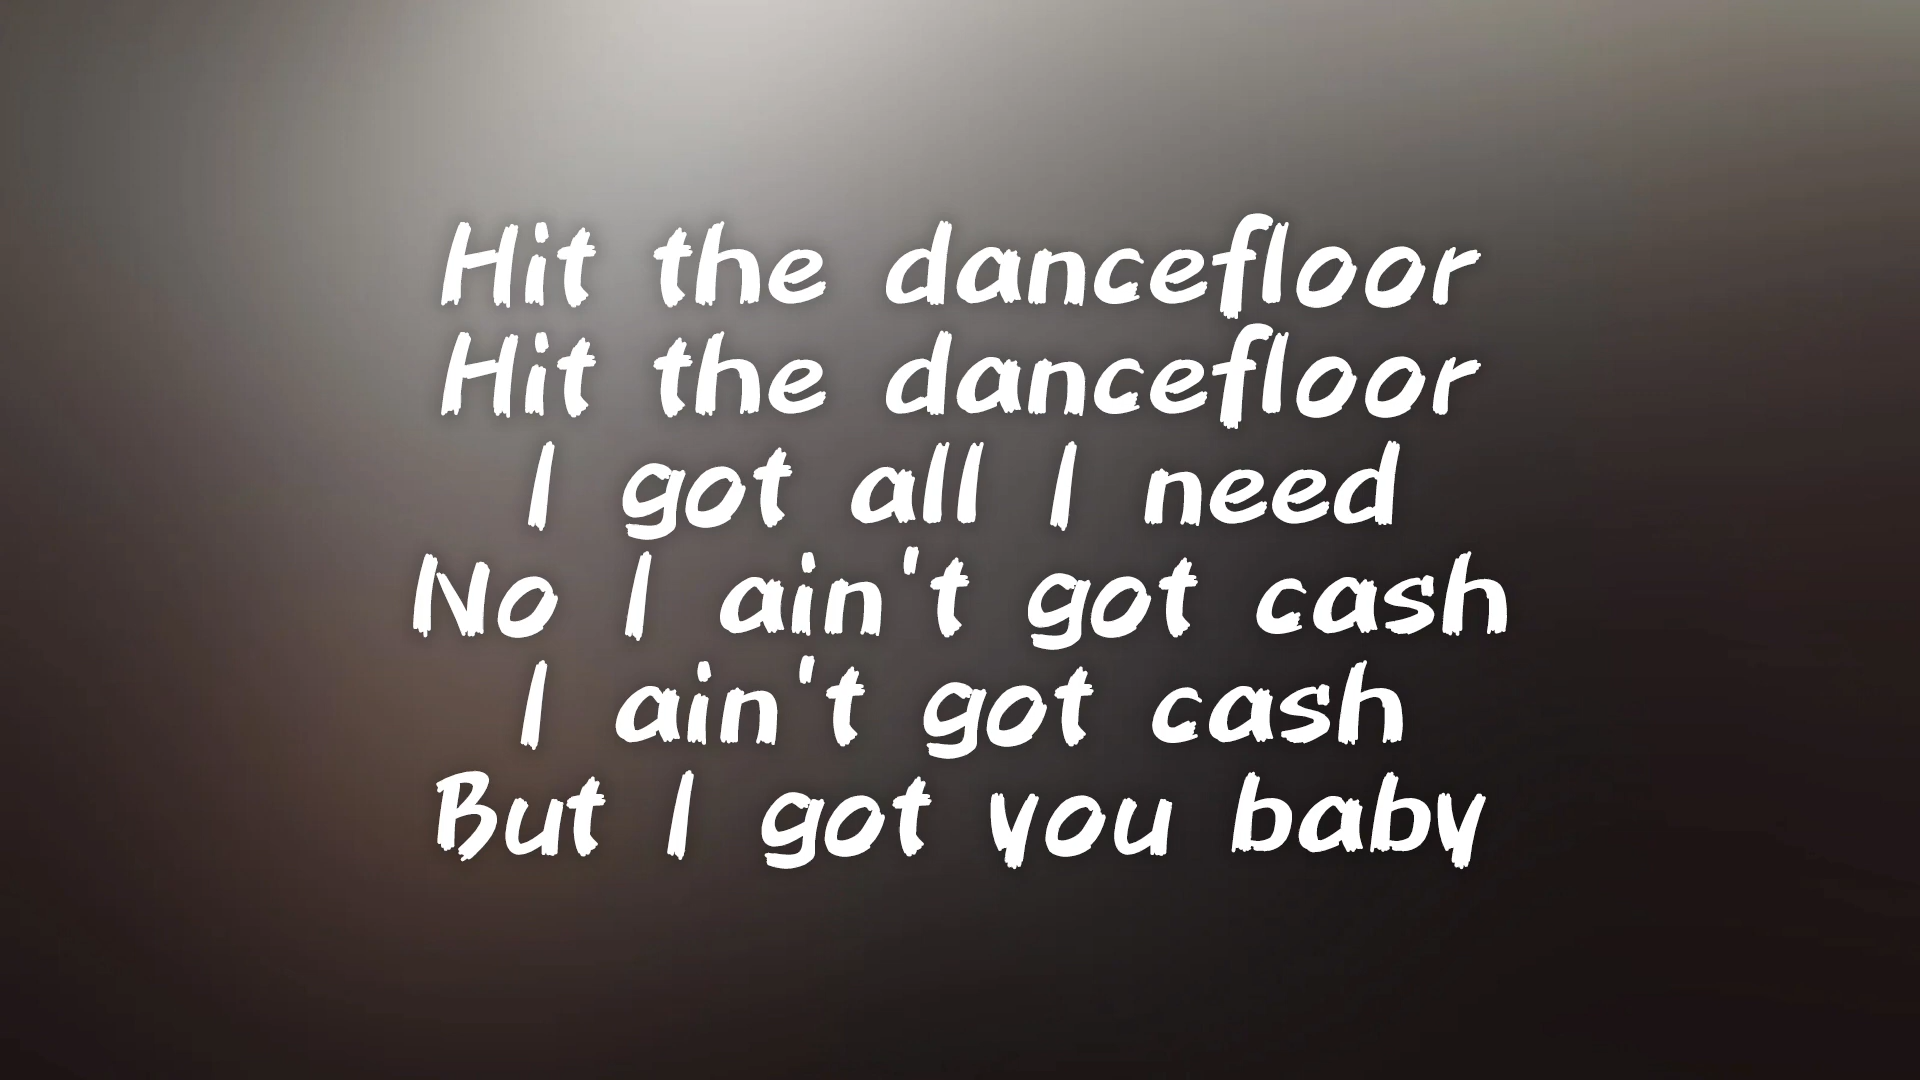 Hit the dancefloor
Hit the dancefloor
I got all I need
No I ain't got cash
I ain't got cash
But I got you baby